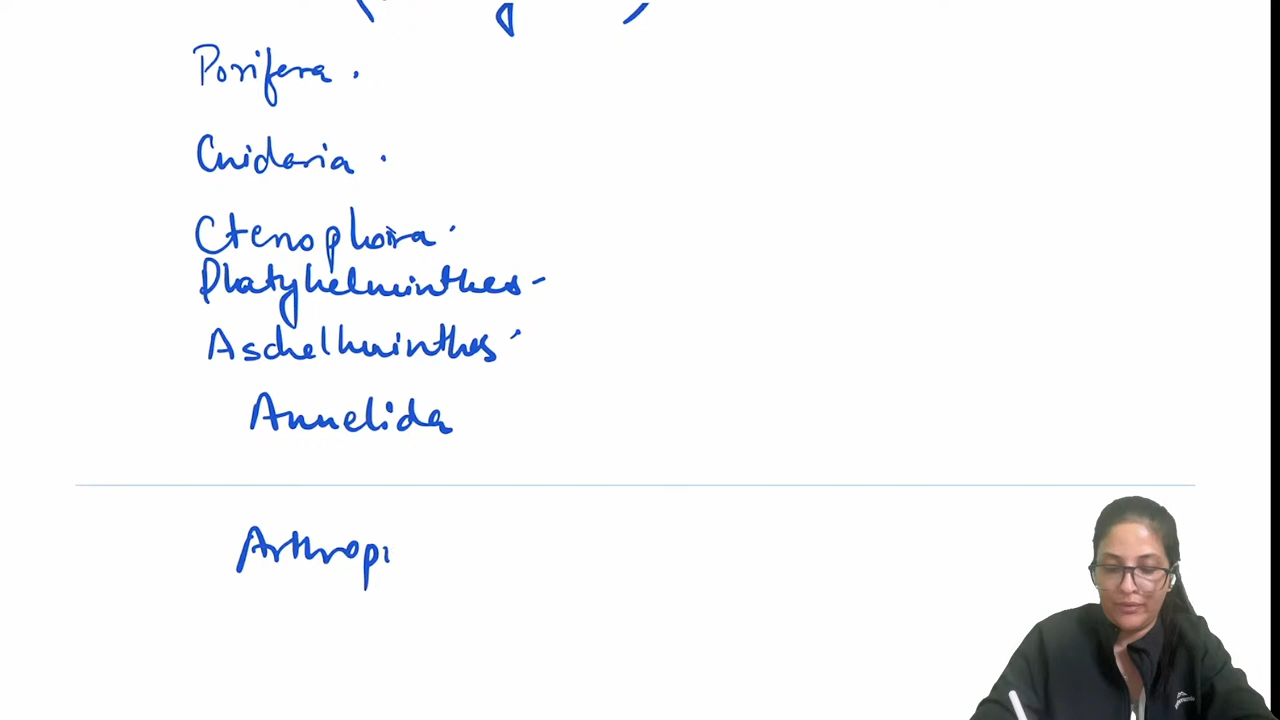 Porifera .
Cnidaria .
Ctenophora .
Platyhelminthes -
Aschelminthes
Annelida
Arthrop